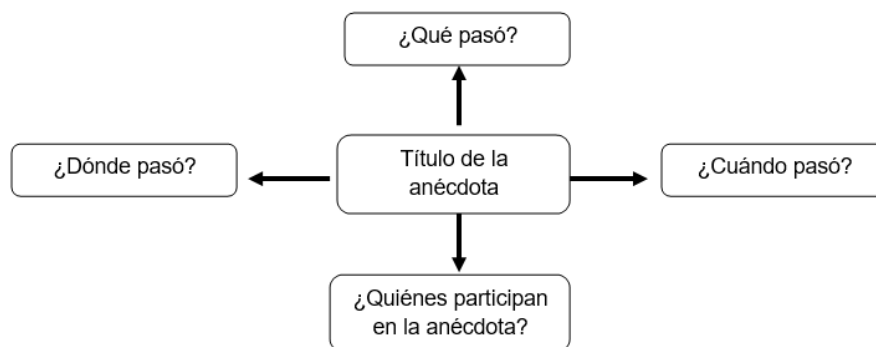 ¿Qué pasó?
¿Dónde pasó?
Título de la
anécdota
¿Cuándo pasó?
¿Quiénes participan
en la anécdota?